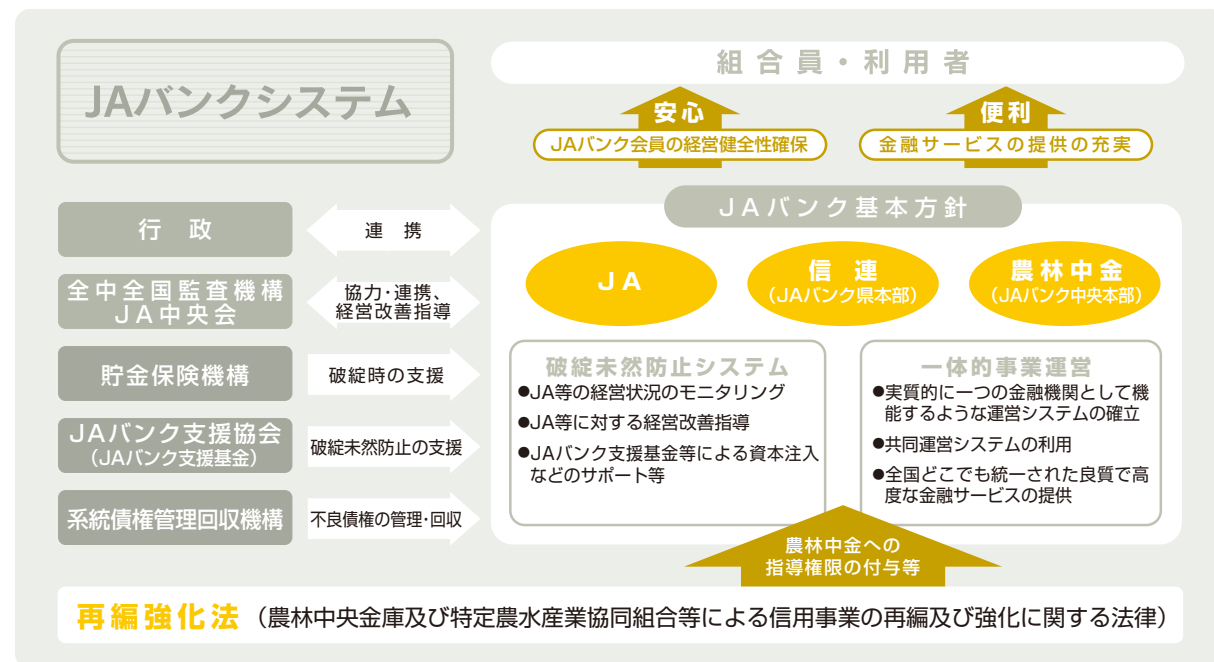 JAバンクシステム
組合員・利用者
安心
JAバンク会員の経営健全性確保
便利
金融サービスの提供の充実
JAバンク基本方針
行政
連携
全中全国監査機構
JA中央会
協力・連携、
経営改善指導
貯金保険機構
破綻時の支援
JAバンク支援協会
（JAバンク支援基金）
破綻未然防止の支援
系統債権管理回収機構
不良債権の管理・回収
JA
信連
（JAバンク県本部）
農林中金
（JAバンク中央本部）
破綻未然防止システム
●JA等の経営状況のモニタリング
●JA等に対する経営改善指導
●JAバンク支援基金等による資本注入
などのサポート等
一体的事業運営
●実質的に一つの金融機関として機
能するような運営システムの確立
●共同運営システムの利用
●全国どこでも統一された良質で高
度な金融サービスの提供
農林中金への
指導権限の付与等
再編強化法（農林中央金庫及び特定農水産業協同組合等による信用事業の再編及び強化に関する法律）